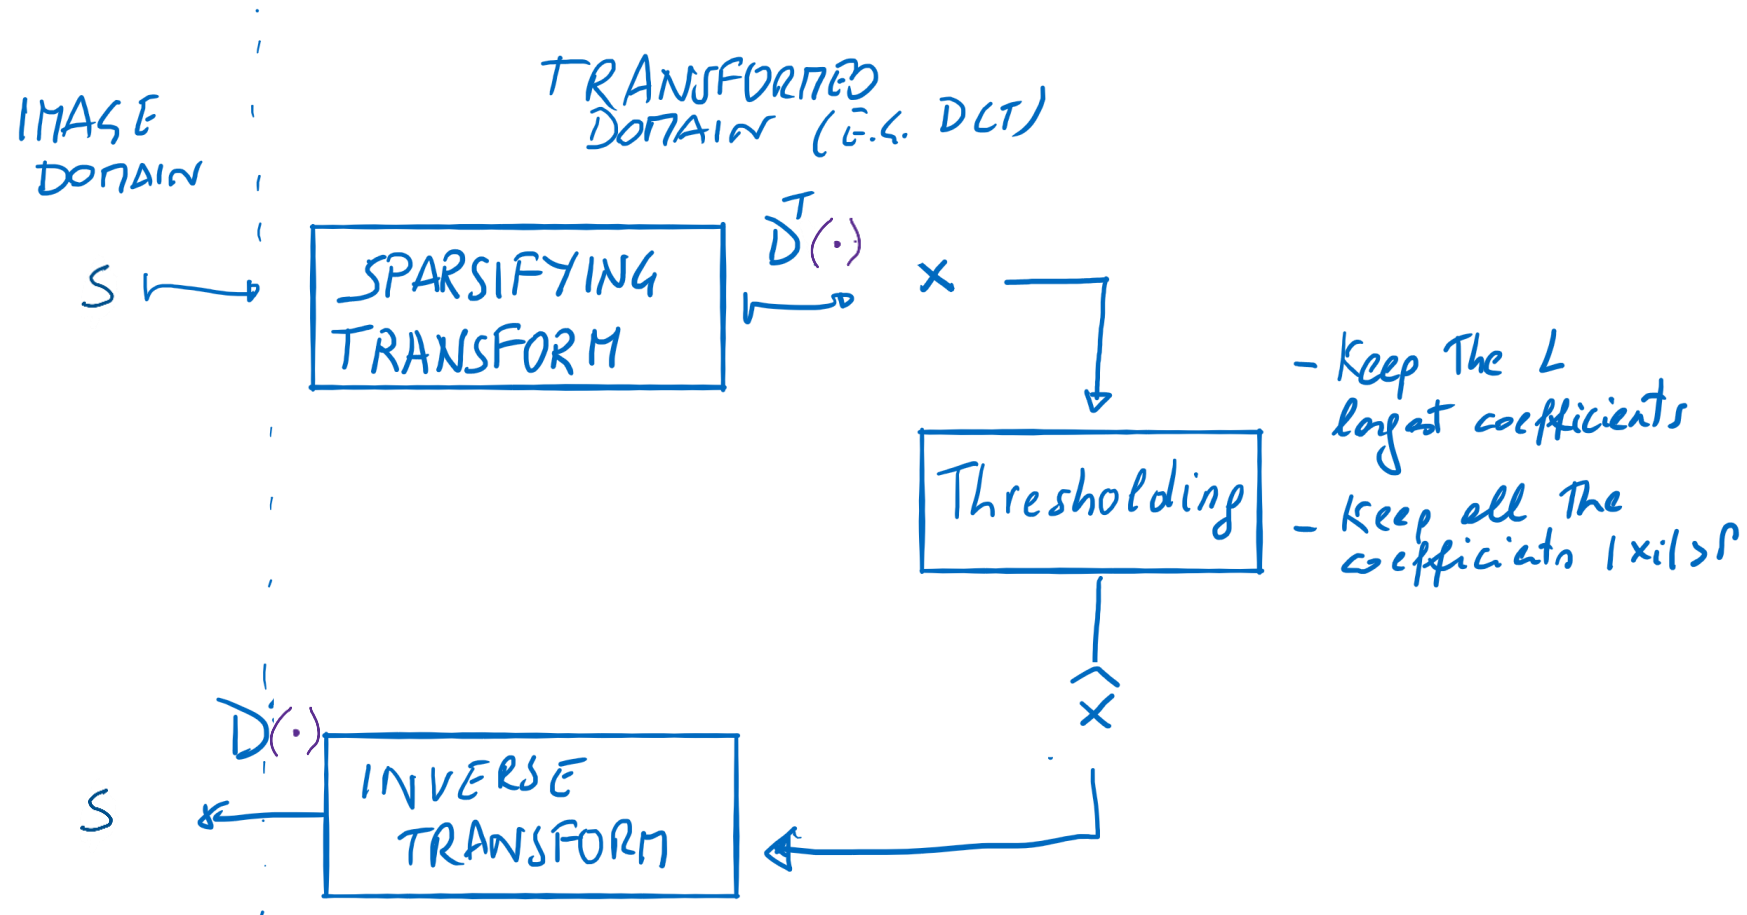 IMAGE
DOMAIN
TRANSFORMED
DOMAIN (E.G. DCT)
S
SPARSIFYING
TRANSFORM
Dᵀ(·)
x
- Keep The L
largest coefficients
- Keep all the
coefficients |xi|>Γ
Thresholding
x̂
D(·)
INVERSE
TRANSFORM
S